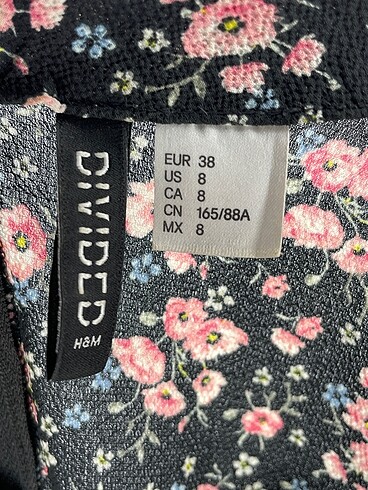 DIVIDED
H&M
EUR 38
US 8
CA 8
CN 165/88A
MX 8